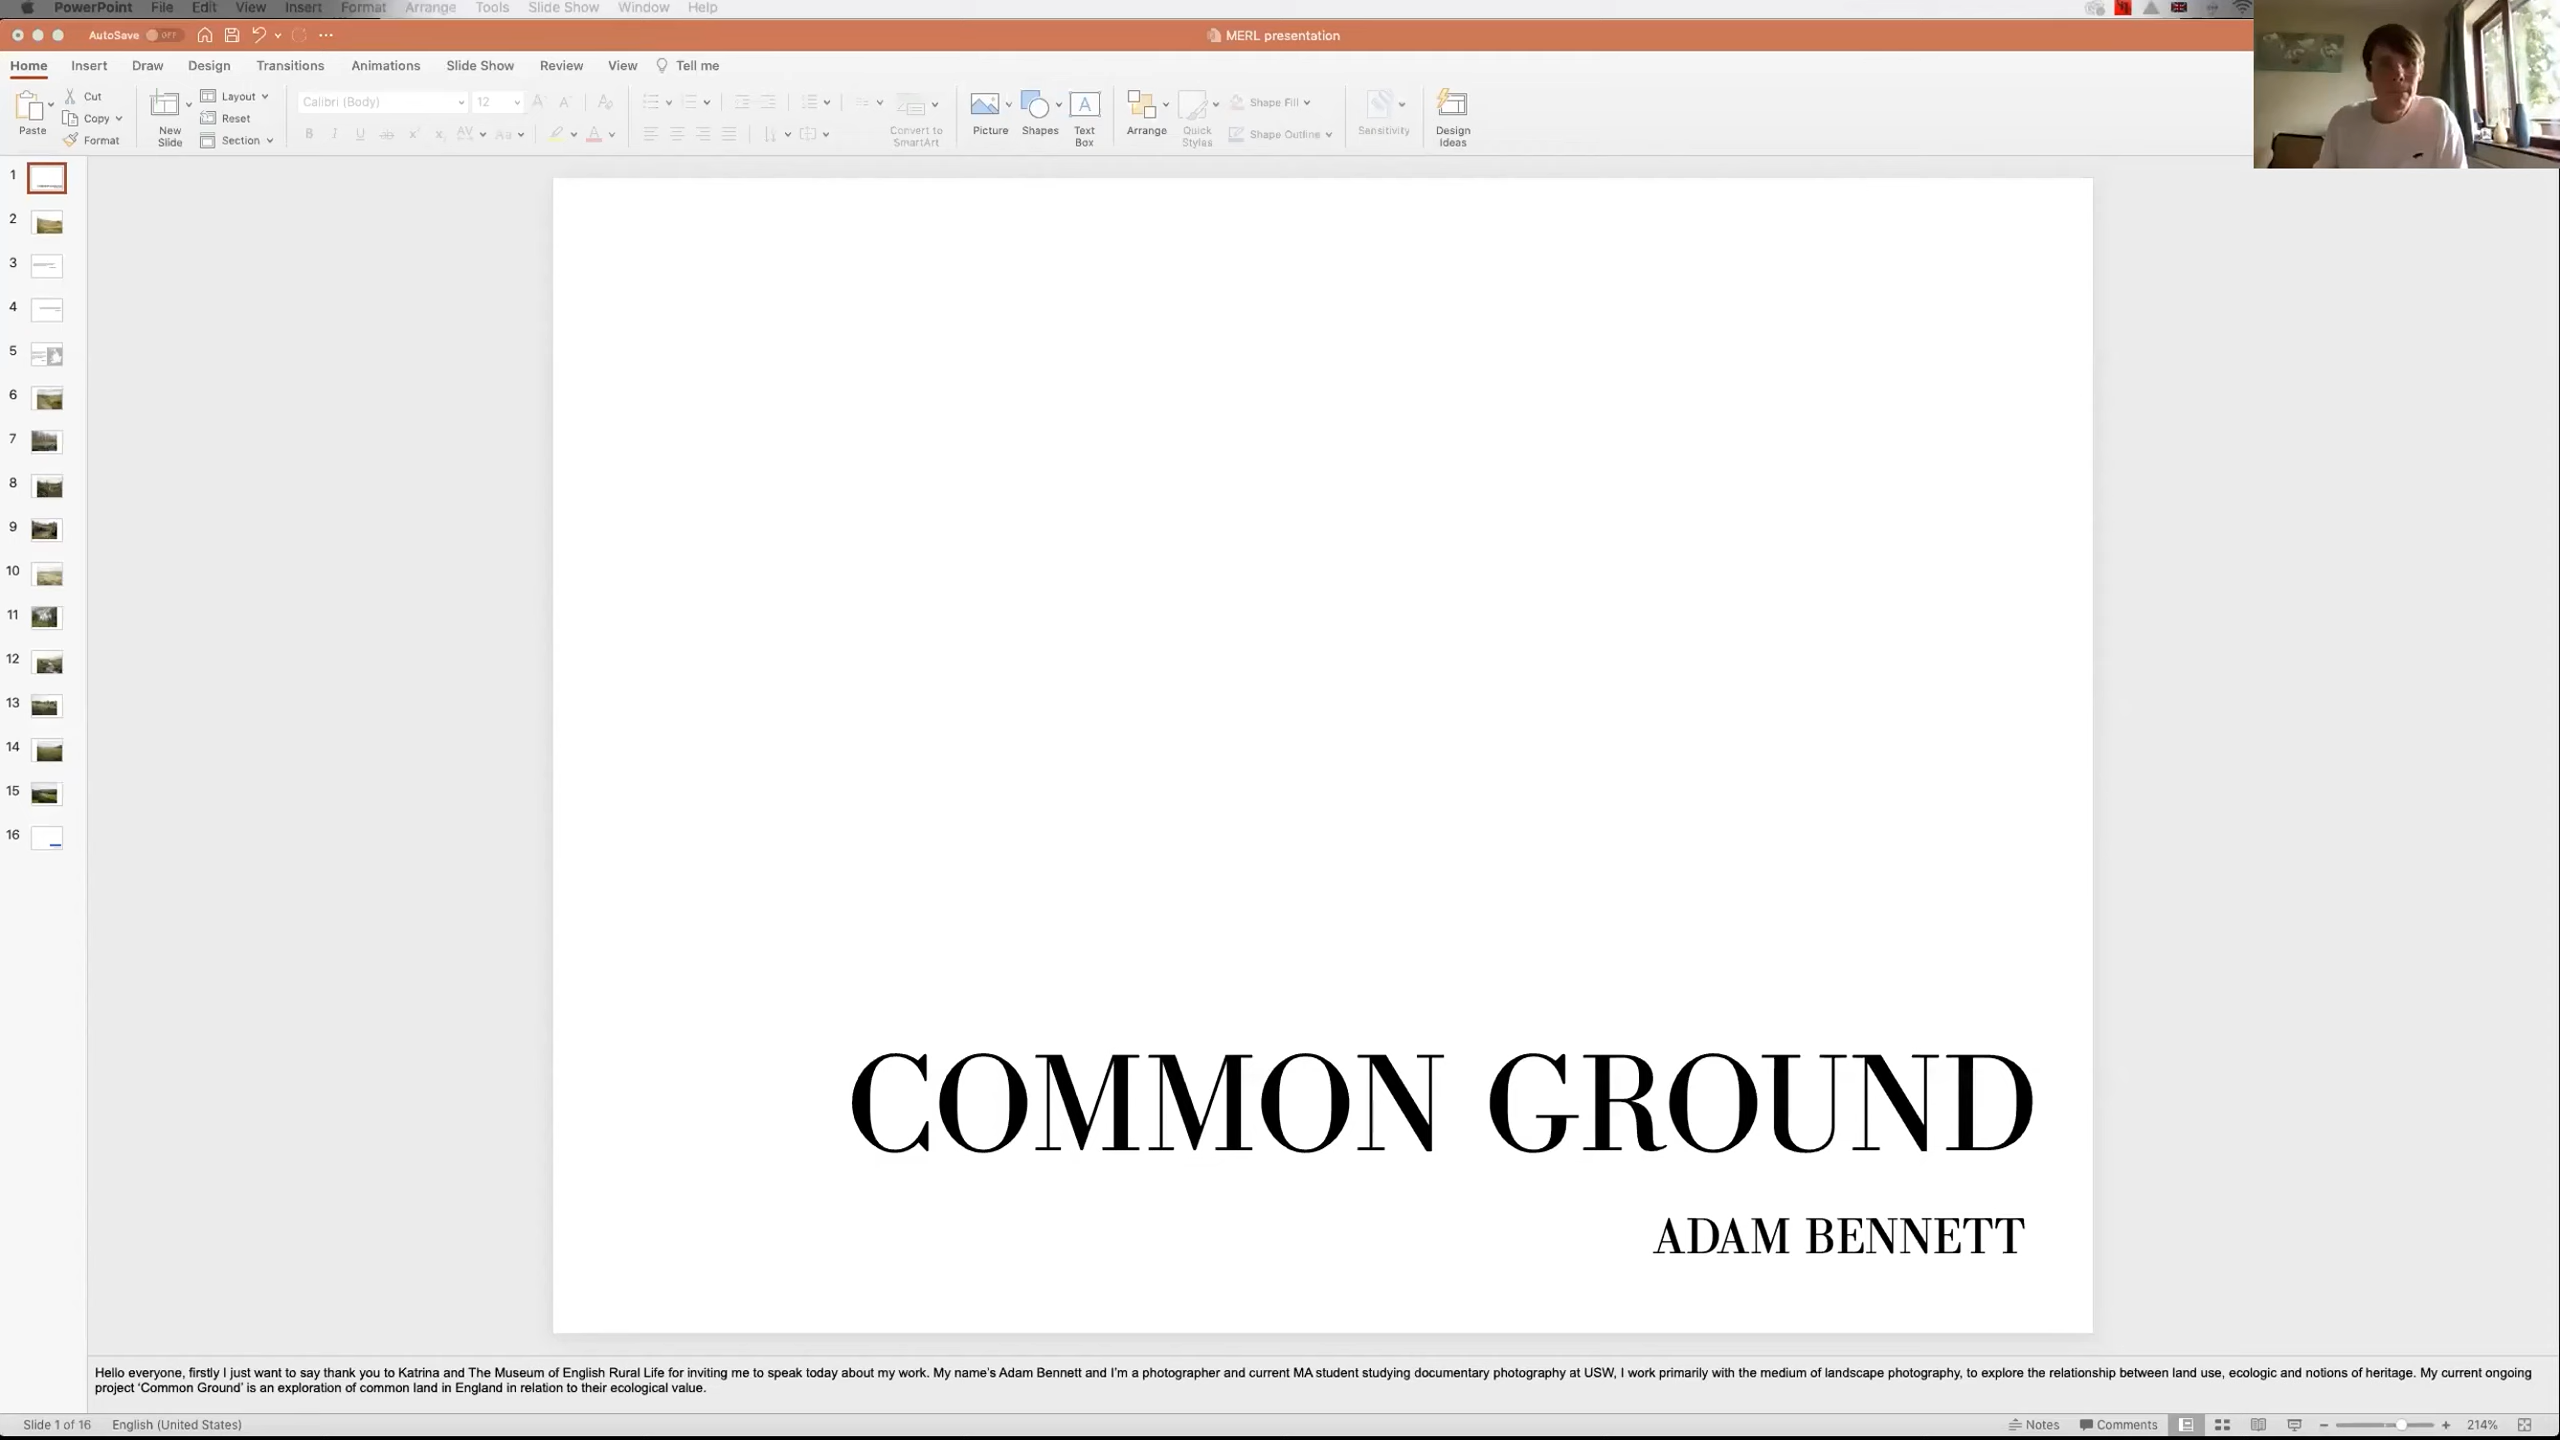 PowerPoint File Edit View Insert Format Arrange Tools Slide Show Window Help
AutoSave OFF
MERL presentation
Home Insert Draw Design Transitions Animations Slide Show Review View Tell me
Paste
Cut
Copy
Format
New Slide
Layout
Reset
Section
Calibri (Body) 12
Convert to SmartArt
Picture
Shapes
Text Box
Arrange
Quick Styles
Shape Fill
Shape Outline
Sensitivity
Design Ideas
1
2
3
4
5
6
7
8
9
10
11
12
13
14
15
16
COMMON GROUND
ADAM BENNETT
Hello everyone, firstly I just want to say thank you to Katrina and The Museum of English Rural Life for inviting me to speak today about my work. My name's Adam Bennett and I'm a photographer and current MA student studying documentary photography at USW, I work primarily with the medium of landscape photography, to explore the relationship between land use, ecologic and notions of heritage. My current ongoing
project 'Common Ground' is an exploration of common land in England in relation to their ecological value.
Slide 1 of 16 English (United States) Notes Comments 214%